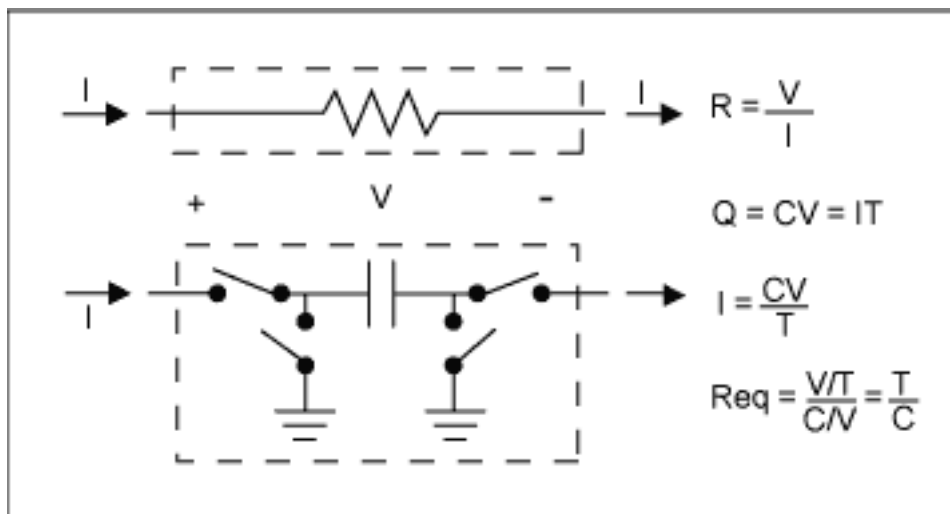 I
I
R = V/I
+ V -
Q = CV = IT
I
I = CV/T
Req = V/T / C/V = T/C